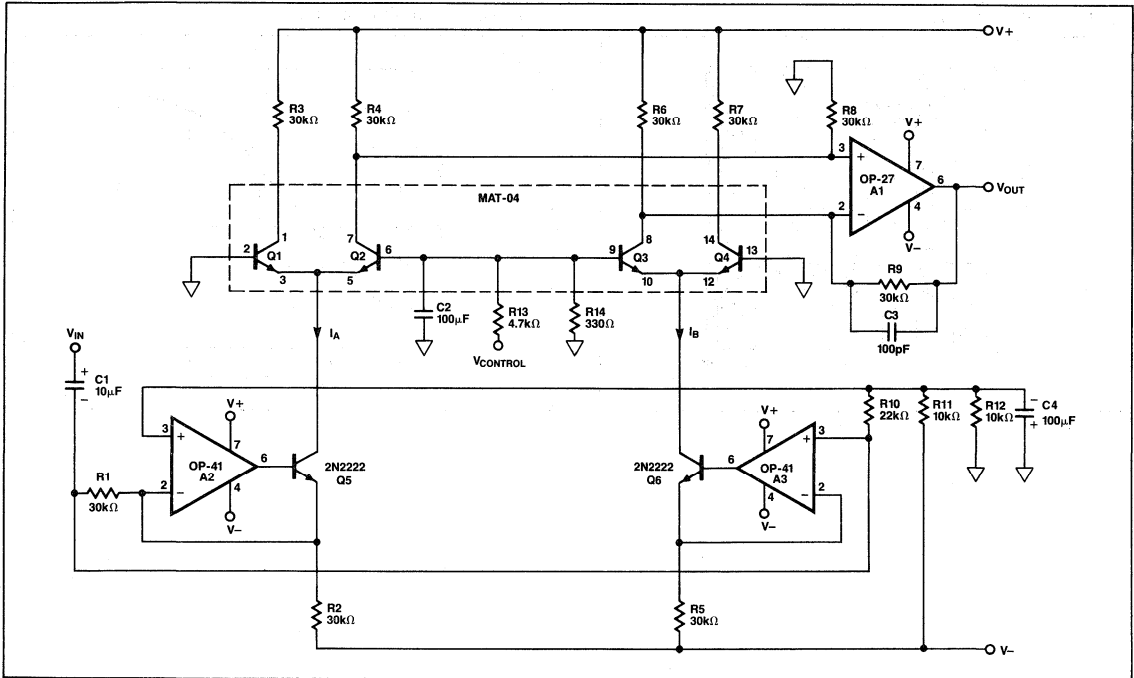 V+
R3
30kΩ
R4
30kΩ
R6
30kΩ
R7
30kΩ
R8
30kΩ
V+
3
+
7
OP-27
A1
6
VOUT
2
−
4
V−
MAT-04
1
2
Q1
3
7
Q2
6
5
8
9
Q3
10
14
Q4
13
12
R9
30kΩ
C3
100pF
C2
100μF
R13
4.7kΩ
R14
330Ω
VCONTROL
IA
IB
VIN
+
C1
10μF
−
V+
3
+
7
OP-41
A2
6
2
−
4
V−
R1
30kΩ
2N2222
Q5
2N2222
Q6
V+
7
3
+
6
OP-41
A3
2
−
4
V−
R10
22kΩ
R11
10kΩ
R12
10kΩ
−
C4
100μF
+
R2
30kΩ
R5
30kΩ
V−